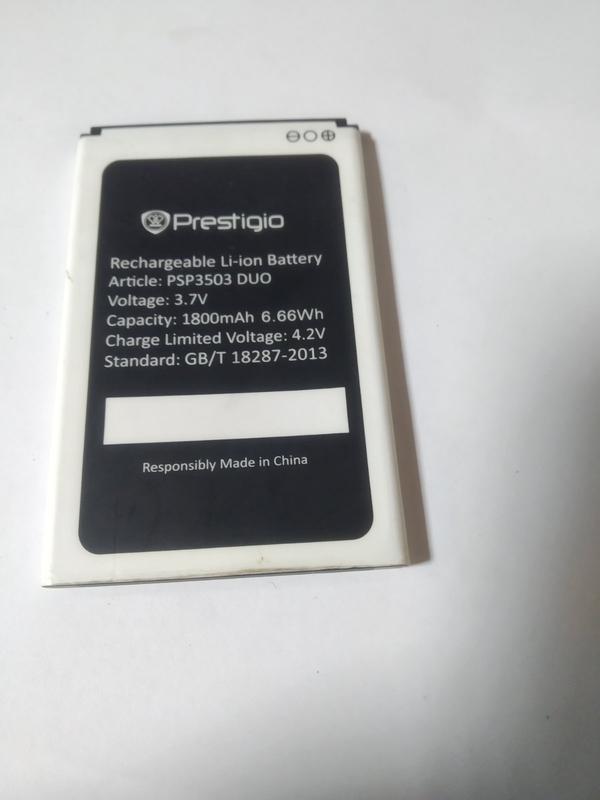 Prestigio
Rechargeable Li-ion Battery
Article: PSP3503 DUO
Voltage: 3.7V
Capacity: 1800mAh 6.66Wh
Charge Limited Voltage: 4.2V
Standard: GB/T 18287-2013
Responsibly Made in China